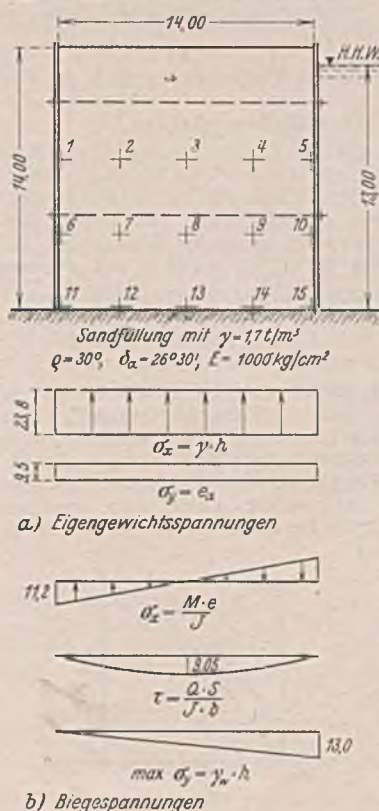 14,00
H.H.W.
1 2 3 4 5
14,00
13,00
6 7 8 9 10
11 12 13 14 15
Sandfüllung mit γ = 1,7 t/m³
ϱ = 30°, δa = 26°30', E = 1000 kg/cm²
23,8
σx = γ · h
9,5
σy = ea
a) Eigengewichtsspannungen
11,2
σx = M·e / J
9,05
τ = Q·S / J·b
13,0
max σy = γw · h
b) Biegespannungen